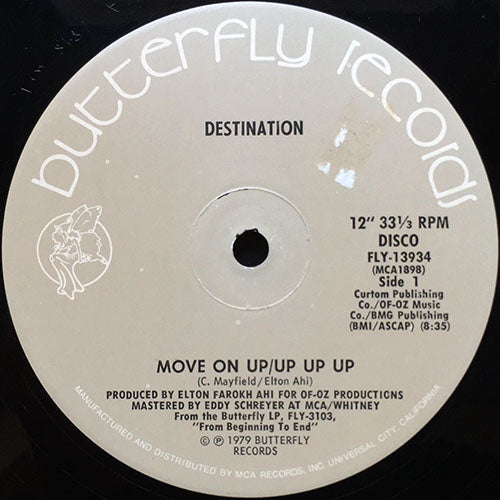 butterfly records
DESTINATION
12" 33⅓ RPM
DISCO
FLY-13934
(MCA1898)
Side 1
Curtom Publishing
Co./OF-OZ Music
Co./BMG Publishing
(BMI/ASCAP) (8:35)
MOVE ON UP/UP UP UP
(C. Mayfield/Elton Ahi)
PRODUCED BY ELTON FAROKH AHI FOR OF-OZ PRODUCTIONS
MASTERED BY EDDY SCHREYER AT MCA/WHITNEY
From the Butterfly LP, FLY-3103,
"From Beginning To End"
© ℗ 1979 BUTTERFLY
RECORDS
MANUFACTURED AND DISTRIBUTED BY MCA RECORDS, INC. UNIVERSAL CITY, CALIFORNIA